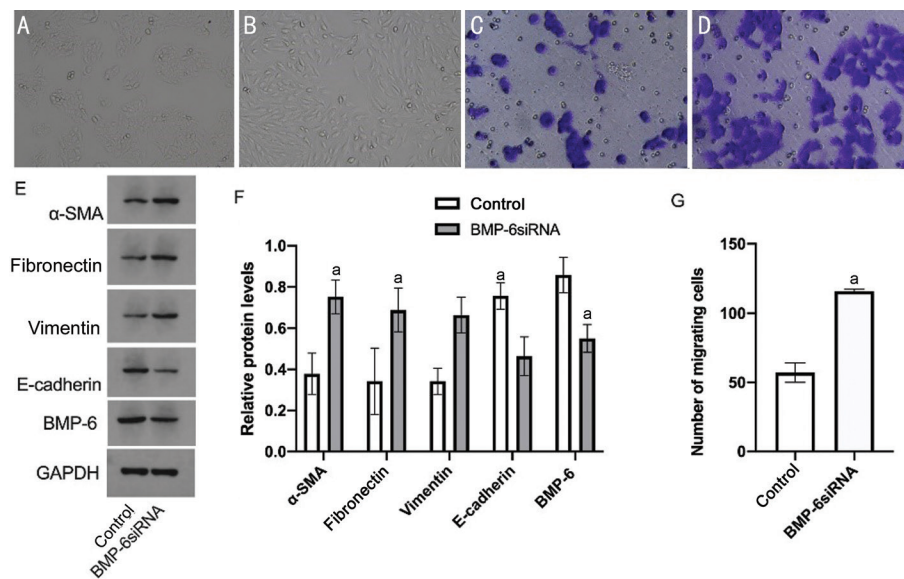 A
B
C
D
E
α-SMA
Fibronectin
Vimentin
E-cadherin
BMP-6
GAPDH
Control
BMP-6siRNA
F
Control
BMP-6siRNA
Relative protein levels
1.0
0.8
0.6
0.4
0.2
0.0
a
a
a
a
α-SMA
Fibronectin
Vimentin
E-cadherin
BMP-6
G
Number of migrating cells
150
100
50
0
a
Control
BMP-6siRNA